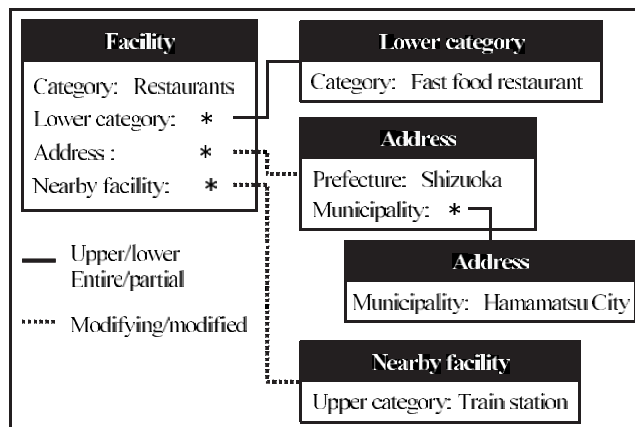 Facility
Category: Restaurants
Lower category: *
Address : *
Nearby facility: *
Upper/lower
Entire/partial
Modifying/modified
Lower category
Category: Fast food restaurant
Address
Prefecture: Shizuoka
Municipality: *
Address
Municipality: Hamamatsu City
Nearby facility
Upper category: Train station